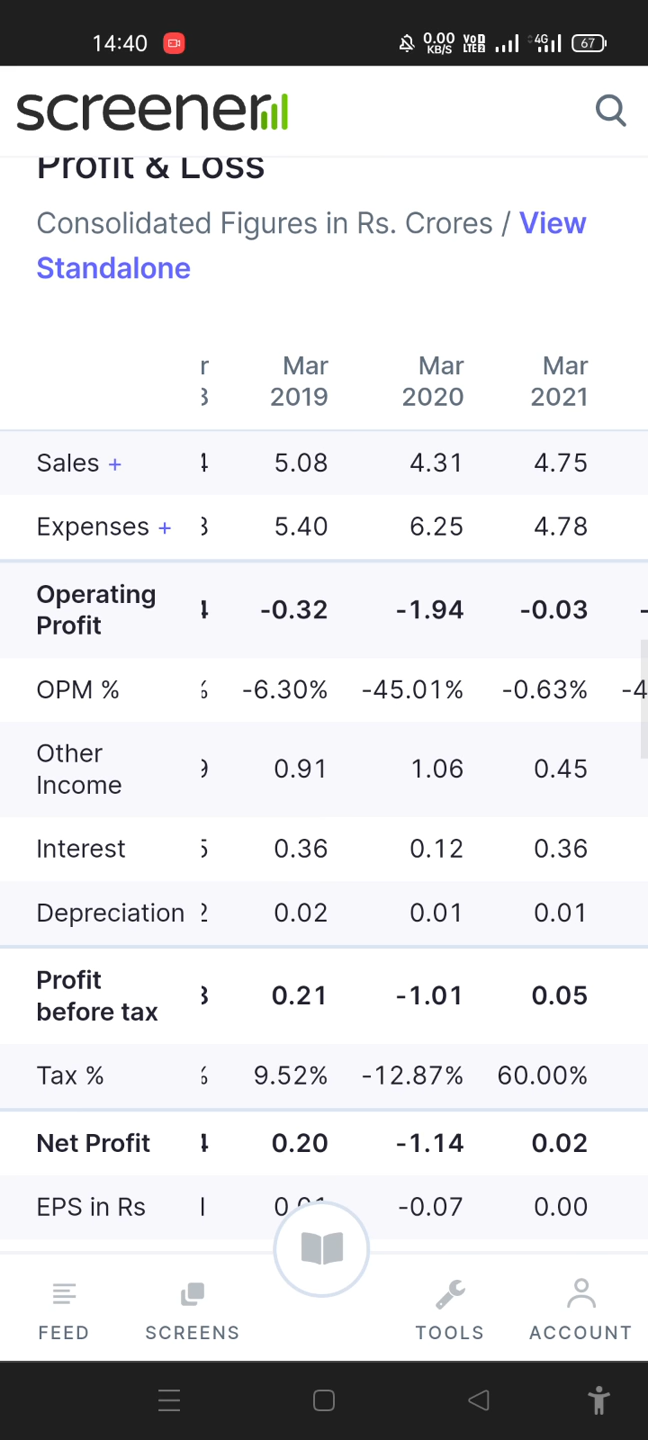 14:40 0.00 KB/S VoD LTE2 4G 67
screener
Profit & Loss
Consolidated Figures in Rs. Crores / View
Standalone
Mar Mar Mar
2019 2020 2021
Sales + 5.08 4.31 4.75
Expenses + 5.40 6.25 4.78
Operating
Profit -0.32 -1.94 -0.03
OPM % -6.30% -45.01% -0.63% -4
Other
Income 0.91 1.06 0.45
Interest 0.36 0.12 0.36
Depreciation 0.02 0.01 0.01
Profit
before tax 0.21 -1.01 0.05
Tax % 9.52% -12.87% 60.00%
Net Profit 0.20 -1.14 0.02
EPS in Rs -0.07 0.00
FEED SCREENS TOOLS ACCOUNT